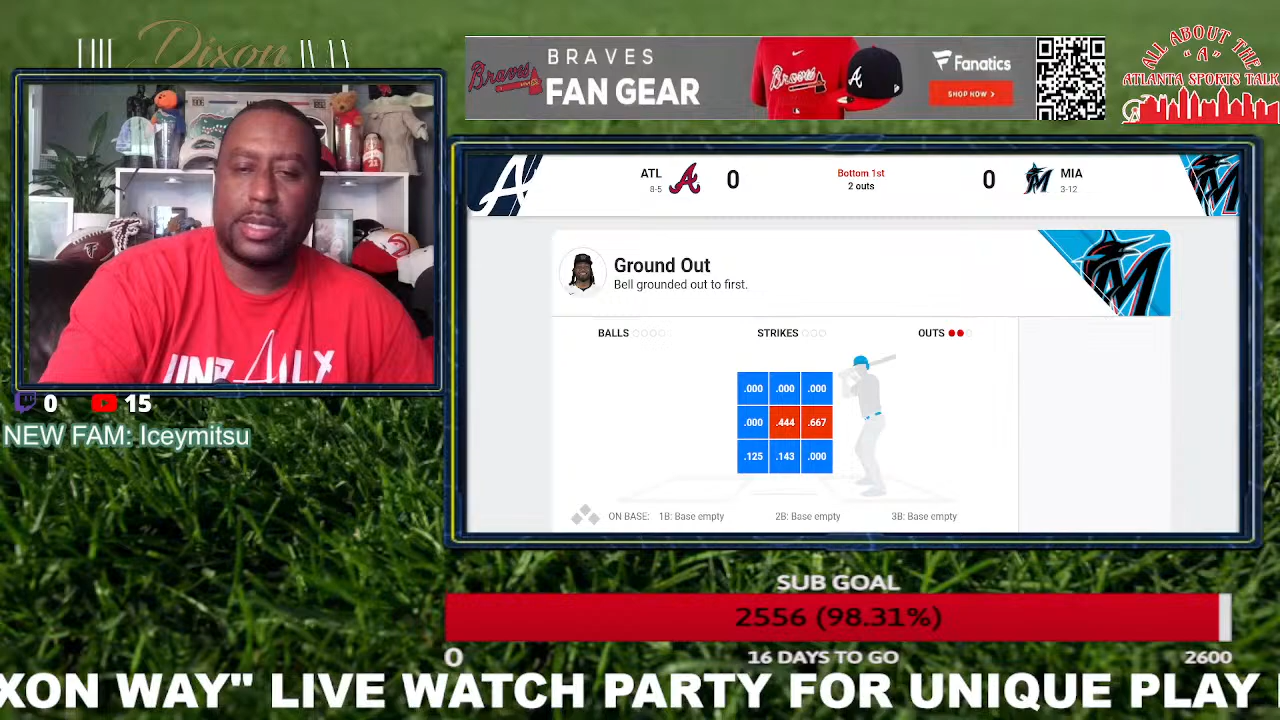 Dixon
BRAVES
FAN GEAR
Braves
Braves
Fanatics
SHOP NOW >
ALL ABOUT THE
"A"
ATLANTA SPORTS TALK
ATL
8-5
0
Bottom 1st
2 outs
0
MIA
3-12
Ground Out
Bell grounded out to first.
BALLS
STRIKES
OUTS
.000 .000 .000
.000 .444 .667
.125 .143 .000
ON BASE: 1B: Base empty 2B: Base empty 3B: Base empty
0 15
NEW FAM: Iceymitsu
SUB GOAL
2556 (98.31%)
0 16 DAYS TO GO 2600
XON WAY" LIVE WATCH PARTY FOR UNIQUE PLAY